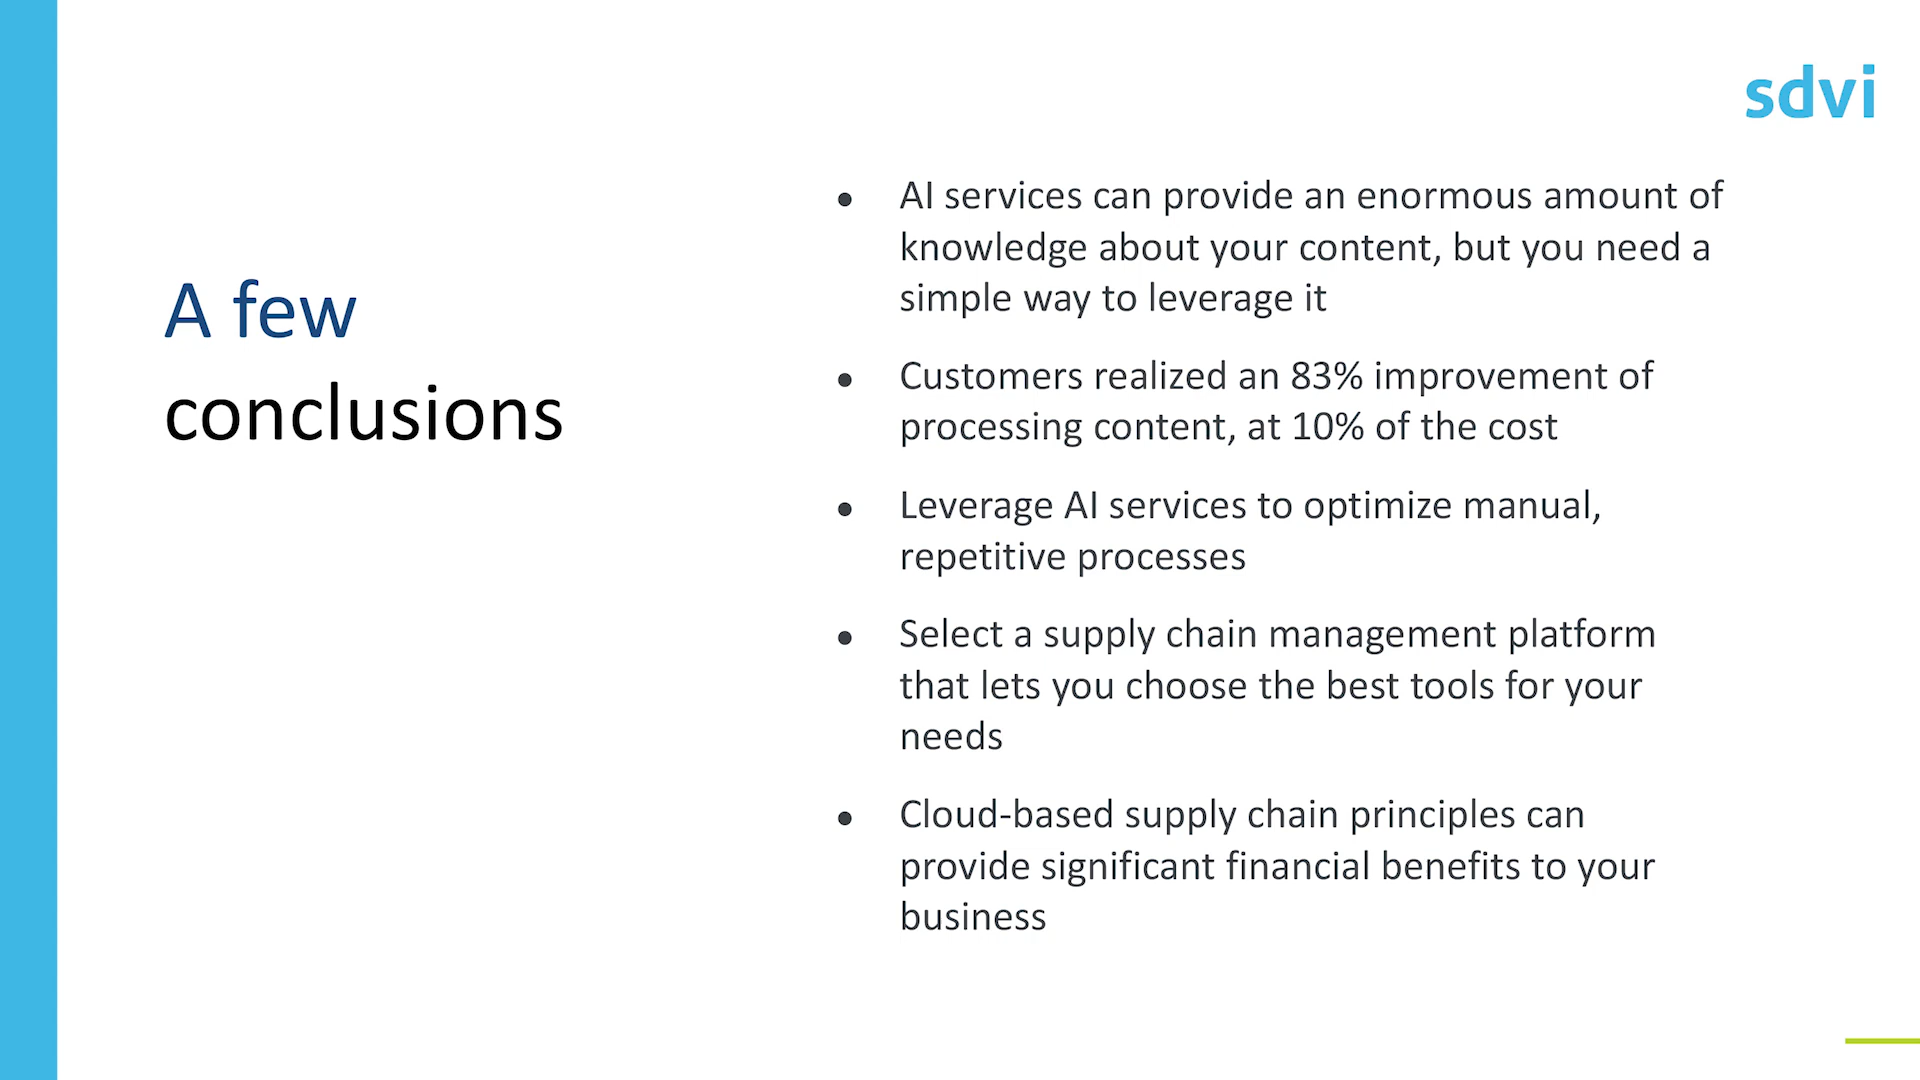 sdvi
A few
conclusions
● AI services can provide an enormous amount of
knowledge about your content, but you need a
simple way to leverage it
● Customers realized an 83% improvement of
processing content, at 10% of the cost
● Leverage AI services to optimize manual,
repetitive processes
● Select a supply chain management platform
that lets you choose the best tools for your
needs
● Cloud-based supply chain principles can
provide significant financial benefits to your
business